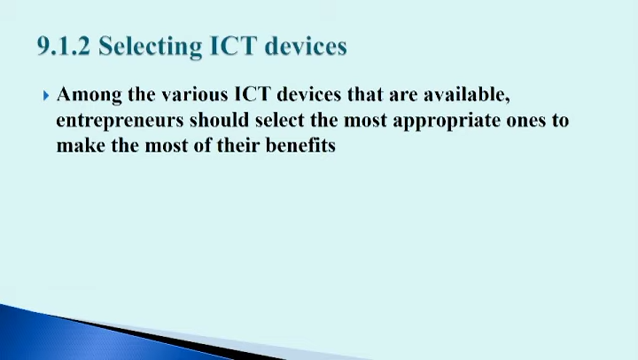 9.1.2 Selecting ICT devices
Among the various ICT devices that are available,
entrepreneurs should select the most appropriate ones to
make the most of their benefits